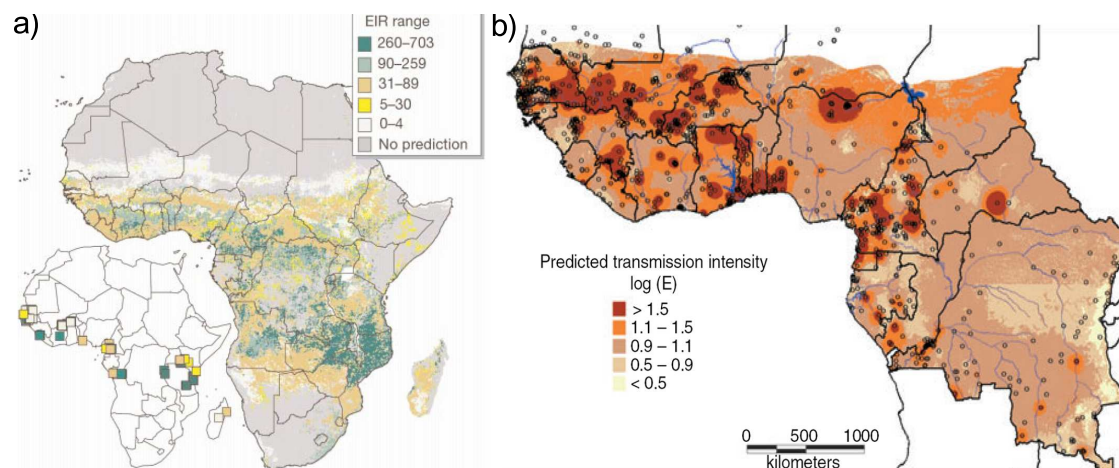 a)
EIR range
260–703
90–259
31–89
5–30
0–4
No prediction
b)
Predicted transmission intensity
log (E)
> 1.5
1.1 – 1.5
0.9 – 1.1
0.5 – 0.9
< 0.5
0 500 1000
kilometers